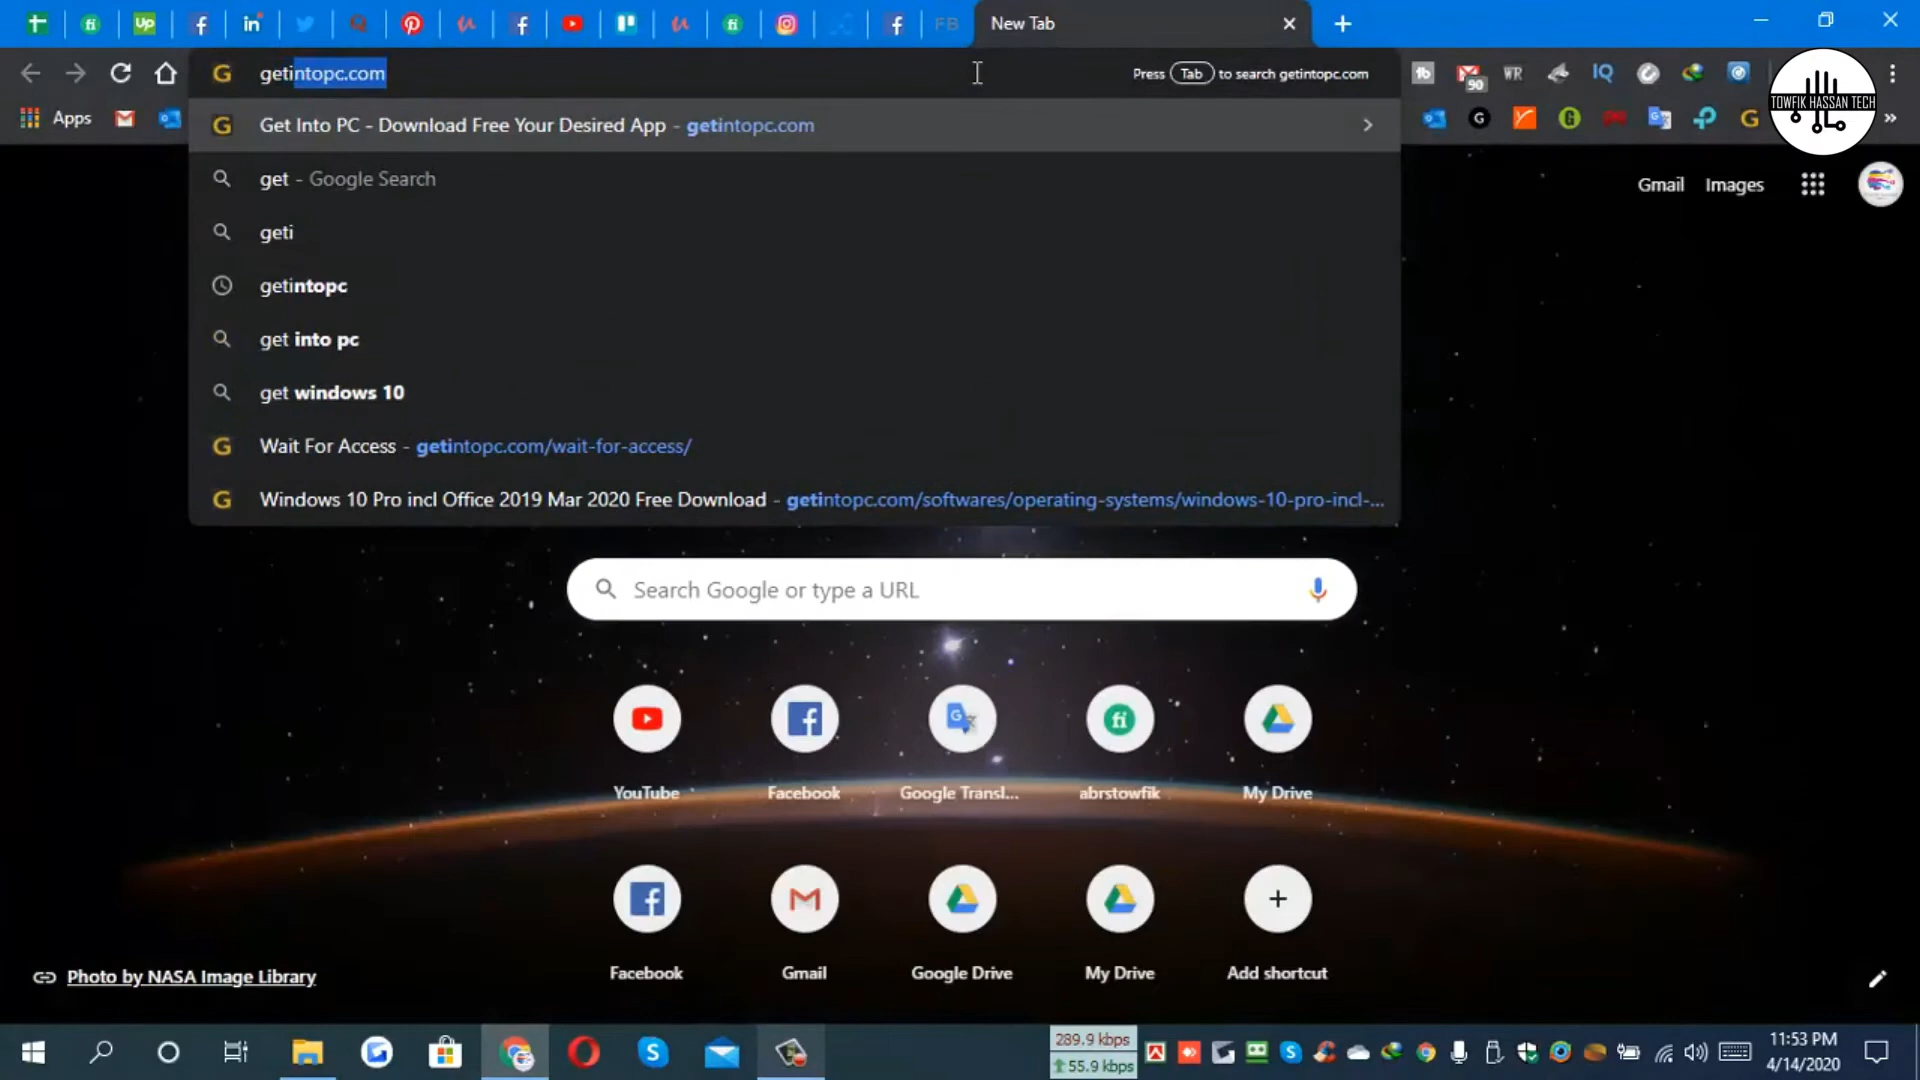 New Tab
getintopc.com
Press Tab to search getintopc.com
90
TOWFIK HASSAN TECH
Apps
Get Into PC - Download Free Your Desired App - getintopc.com
get - Google Search
geti
getintopc
get into pc
get windows 10
Wait For Access - getintopc.com/wait-for-access/
Windows 10 Pro incl Office 2019 Mar 2020 Free Download - getintopc.com/softwares/operating-systems/windows-10-pro-incl-...
Gmail Images
Search Google or type a URL
YouTube
Facebook
Google Transl...
abrstowfik
My Drive
Facebook
Gmail
Google Drive
My Drive
Add shortcut
Photo by NASA Image Library
289.9 kbps
55.9 kbps
11:53 PM
4/14/2020